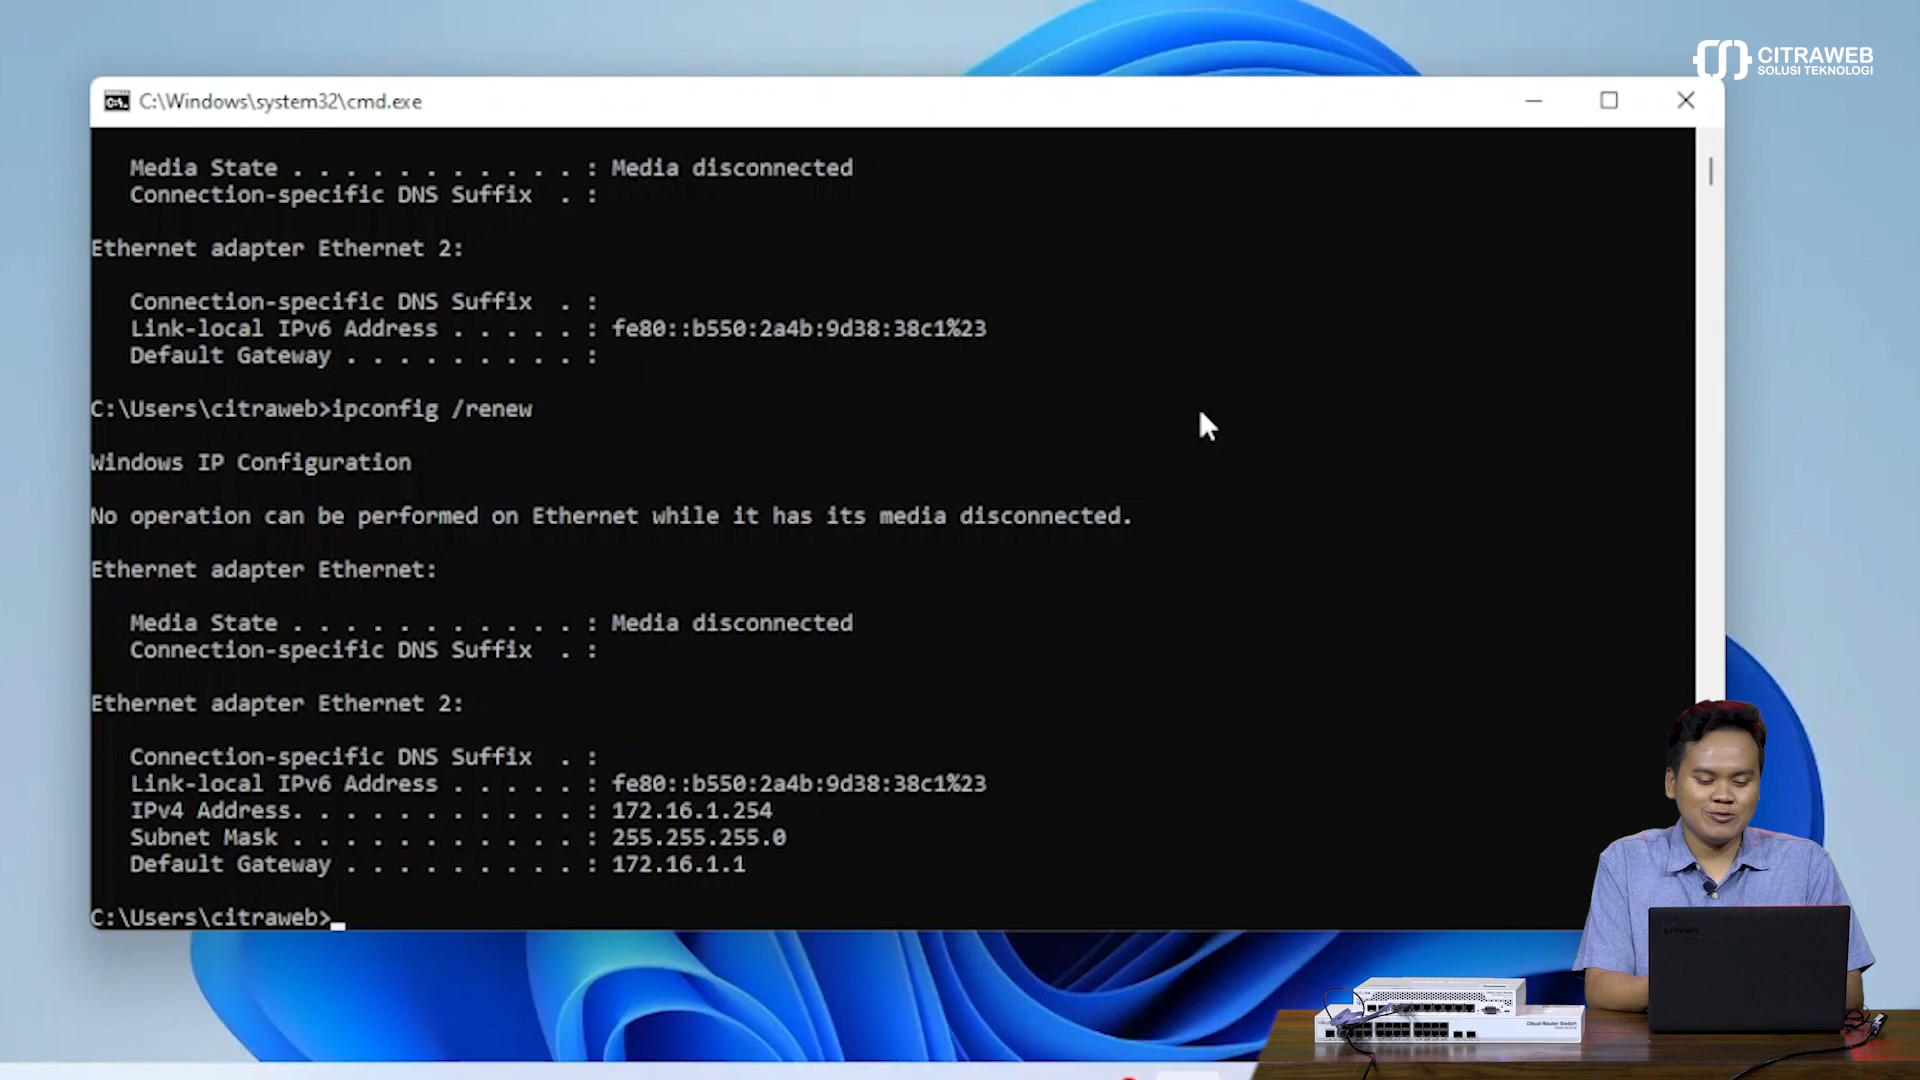 CITRAWEB
SOLUSI TEKNOLOGI
C:\Windows\system32\cmd.exe
Media State . . . . . . . . . . . : Media disconnected
Connection-specific DNS Suffix  . :
Ethernet adapter Ethernet 2:
Connection-specific DNS Suffix  . :
Link-local IPv6 Address . . . . . : fe80::b550:2a4b:9d38:38c1%23
Default Gateway . . . . . . . . . :
C:\Users\citraweb>ipconfig /renew
Windows IP Configuration
No operation can be performed on Ethernet while it has its media disconnected.
Ethernet adapter Ethernet:
Media State . . . . . . . . . . . : Media disconnected
Connection-specific DNS Suffix  . :
Ethernet adapter Ethernet 2:
Connection-specific DNS Suffix  . :
Link-local IPv6 Address . . . . . : fe80::b550:2a4b:9d38:38c1%23
IPv4 Address. . . . . . . . . . . : 172.16.1.254
Subnet Mask . . . . . . . . . . . : 255.255.255.0
Default Gateway . . . . . . . . . : 172.16.1.1
C:\Users\citraweb>
Lenovo
Cloud Router Switch